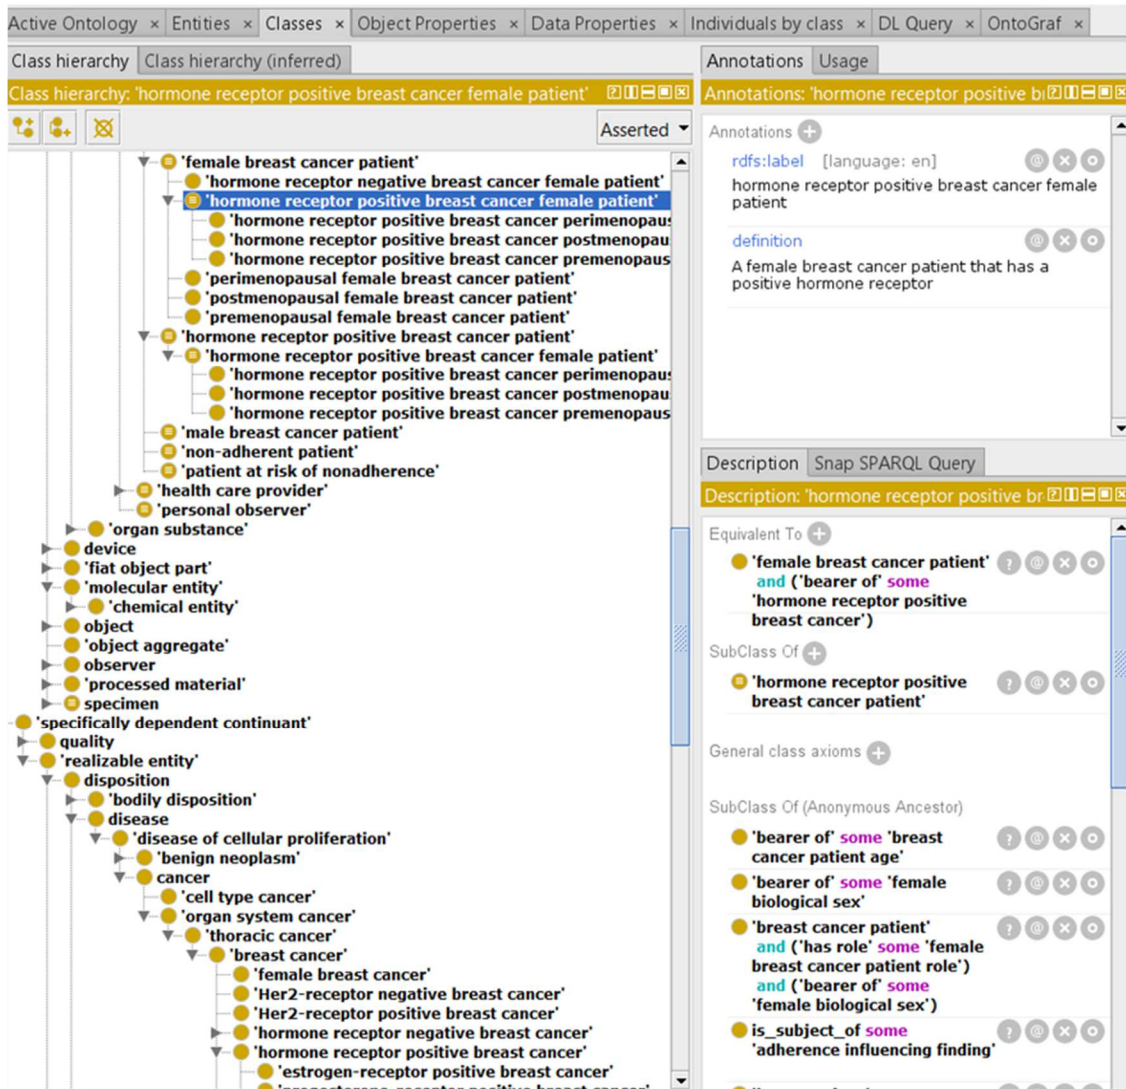 Active Ontology × Entities × Classes × Object Properties × Data Properties × Individuals by class × DL Query × OntoGraf ×
Class hierarchy Class hierarchy (inferred)
Class hierarchy: 'hormone receptor positive breast cancer female patient'
Asserted
'female breast cancer patient'
'hormone receptor negative breast cancer female patient'
'hormone receptor positive breast cancer female patient'
'hormone receptor positive breast cancer perimenopaus
'hormone receptor positive breast cancer postmenopau
'hormone receptor positive breast cancer premenopaus
'perimenopausal female breast cancer patient'
'postmenopausal female breast cancer patient'
'premenopausal female breast cancer patient'
'hormone receptor positive breast cancer patient'
'hormone receptor positive breast cancer female patient'
'hormone receptor positive breast cancer perimenopaus
'hormone receptor positive breast cancer postmenopau
'hormone receptor positive breast cancer premenopaus
'male breast cancer patient'
'non-adherent patient'
'patient at risk of nonadherence'
'health care provider'
'personal observer'
'organ substance'
device
'fiat object part'
'molecular entity'
'chemical entity'
object
'object aggregate'
observer
'processed material'
specimen
'specifically dependent continuant'
quality
'realizable entity'
disposition
'bodily disposition'
disease
'disease of cellular proliferation'
'benign neoplasm'
cancer
'cell type cancer'
'organ system cancer'
'thoracic cancer'
'breast cancer'
'female breast cancer'
'Her2-receptor negative breast cancer'
'Her2-receptor positive breast cancer'
'hormone receptor negative breast cancer'
'hormone receptor positive breast cancer'
'estrogen-receptor positive breast cancer'
Annotations Usage
Annotations: 'hormone receptor positive br
Annotations
rdfs:label [language: en]
hormone receptor positive breast cancer female
patient
definition
A female breast cancer patient that has a
positive hormone receptor
Description Snap SPARQL Query
Description: 'hormone receptor positive br
Equivalent To
'female breast cancer patient'
and ('bearer of' some
'hormone receptor positive
breast cancer')
SubClass Of
'hormone receptor positive
breast cancer patient'
General class axioms
SubClass Of (Anonymous Ancestor)
'bearer of' some 'breast
cancer patient age'
'bearer of' some 'female
biological sex'
'breast cancer patient'
and ('has role' some 'female
breast cancer patient role')
and ('bearer of' some
'female biological sex')
is_subject_of some
'adherence influencing finding'